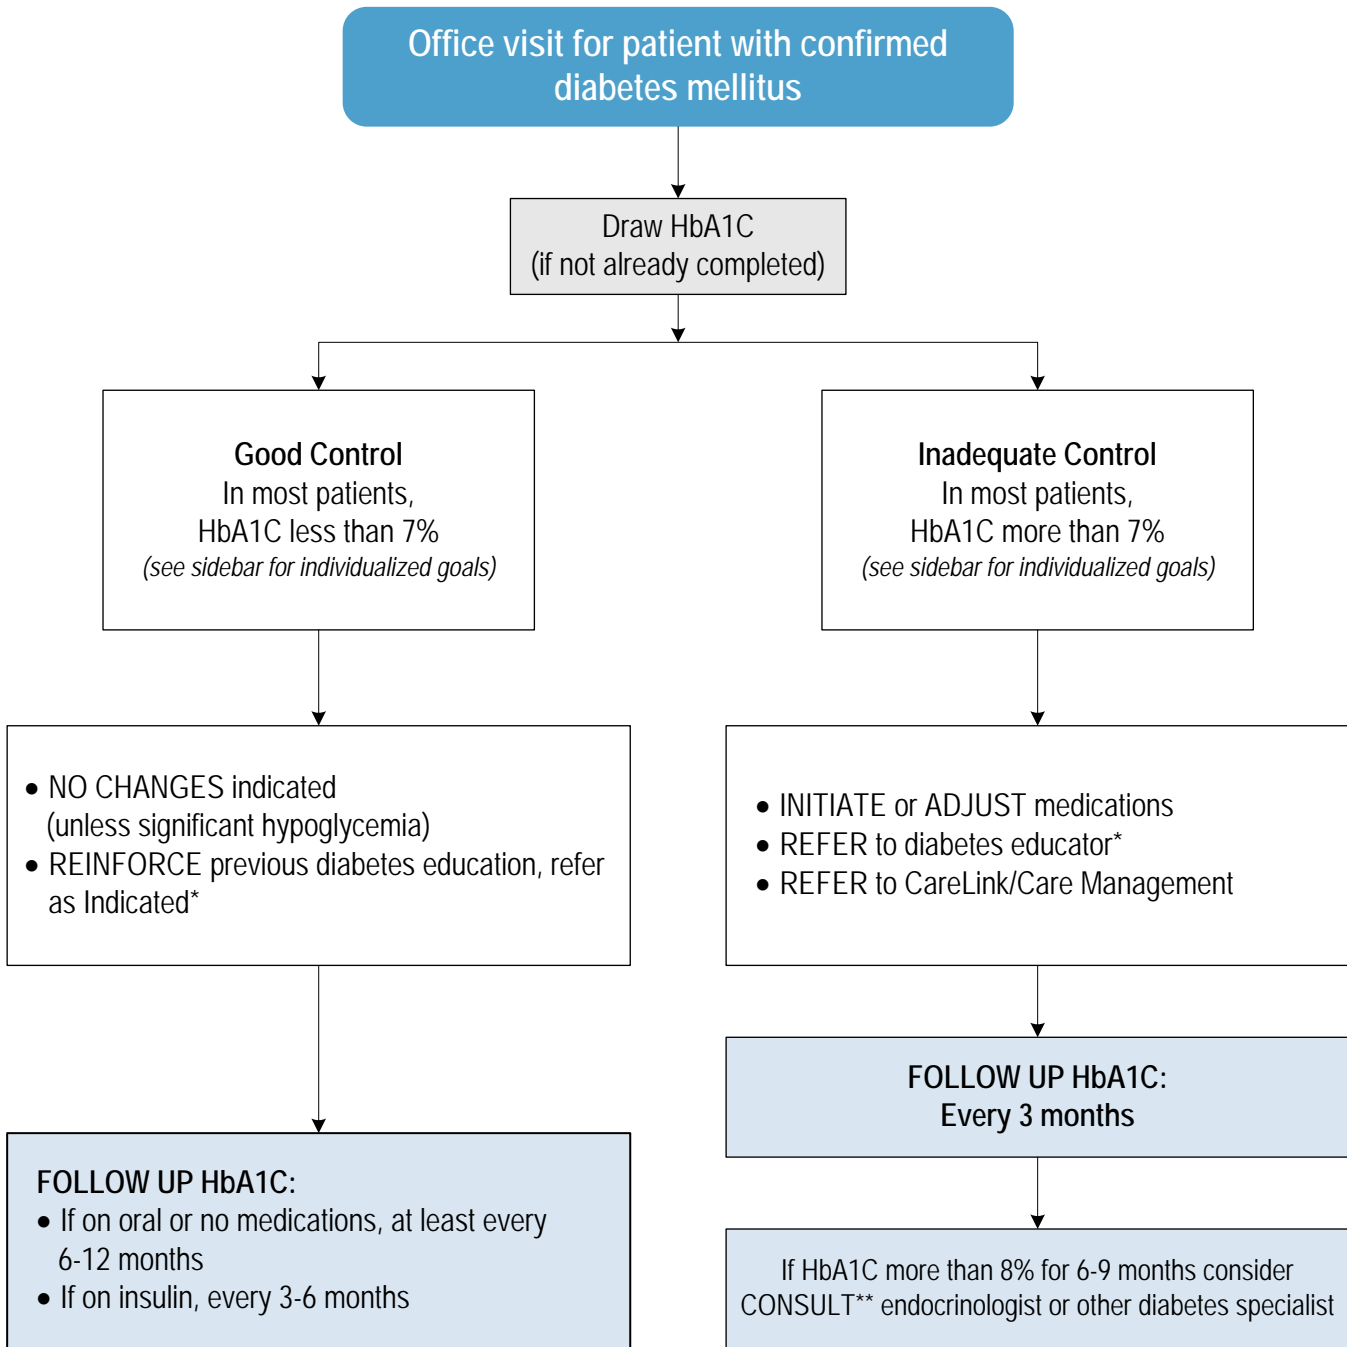 Office visit for patient with confirmed
diabetes mellitus
Draw HbA1C
(if not already completed)
Good Control
In most patients,
HbA1C less than 7%
(see sidebar for individualized goals)
Inadequate Control
In most patients,
HbA1C more than 7%
(see sidebar for individualized goals)
• NO CHANGES indicated
(unless significant hypoglycemia)
• REINFORCE previous diabetes education, refer
as Indicated*
• INITIATE or ADJUST medications
• REFER to diabetes educator*
• REFER to CareLink/Care Management
FOLLOW UP HbA1C:
Every 3 months
FOLLOW UP HbA1C:
• If on oral or no medications, at least every
6-12 months
• If on insulin, every 3-6 months
If HbA1C more than 8% for 6-9 months consider
CONSULT** endocrinologist or other diabetes specialist